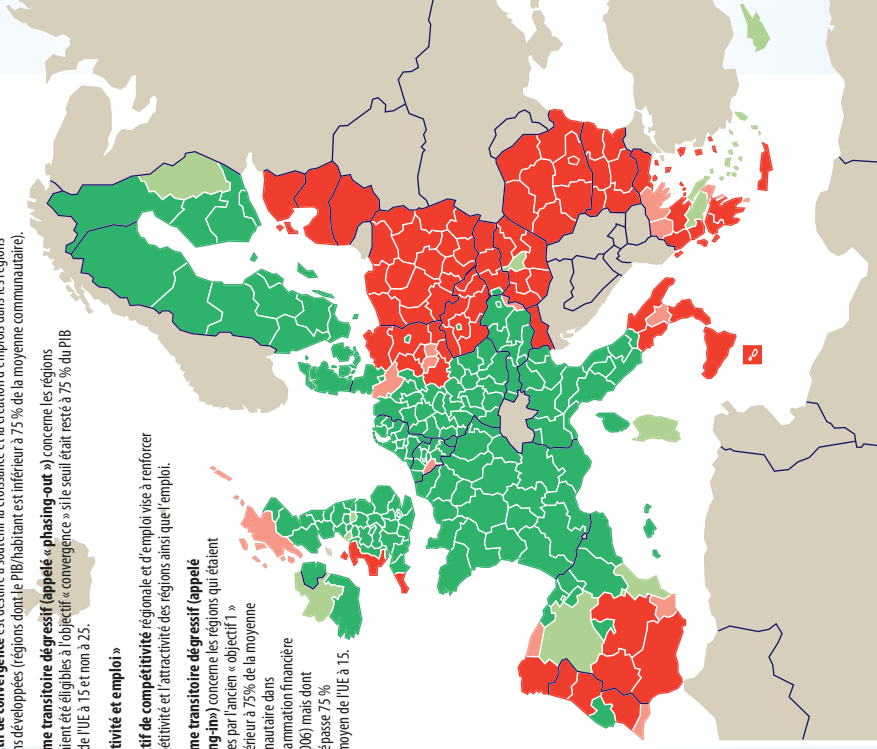 if de convergence est destiné à soutenir la croissance et la création d'emplois dans les régions
ns développées (régions dont le PIB/habitant est inférieur à 75 % de la moyenne communautaire).
me transitoire dégressif (appelé « phasing-out ») concerne les régions
aient été éligibles à l'objectif « convergence » si le seuil était resté à 75 % du PIB
de l'UE à 15 et non à 25.
tivité et emploi »
ctif de compétitivité régionale et d'emploi vise à renforcer
étitivité et l'attractivité des régions ainsi que l'emploi.
me transitoire dégressif (appelé
ng-in») concerne les régions qui étaient
es par l'ancien « objectif 1 »
érieur à 75% de la moyenne
nautaire dans
ammation financière
06) mais dont
épasse 75 %
moyen de l'UE à 15.